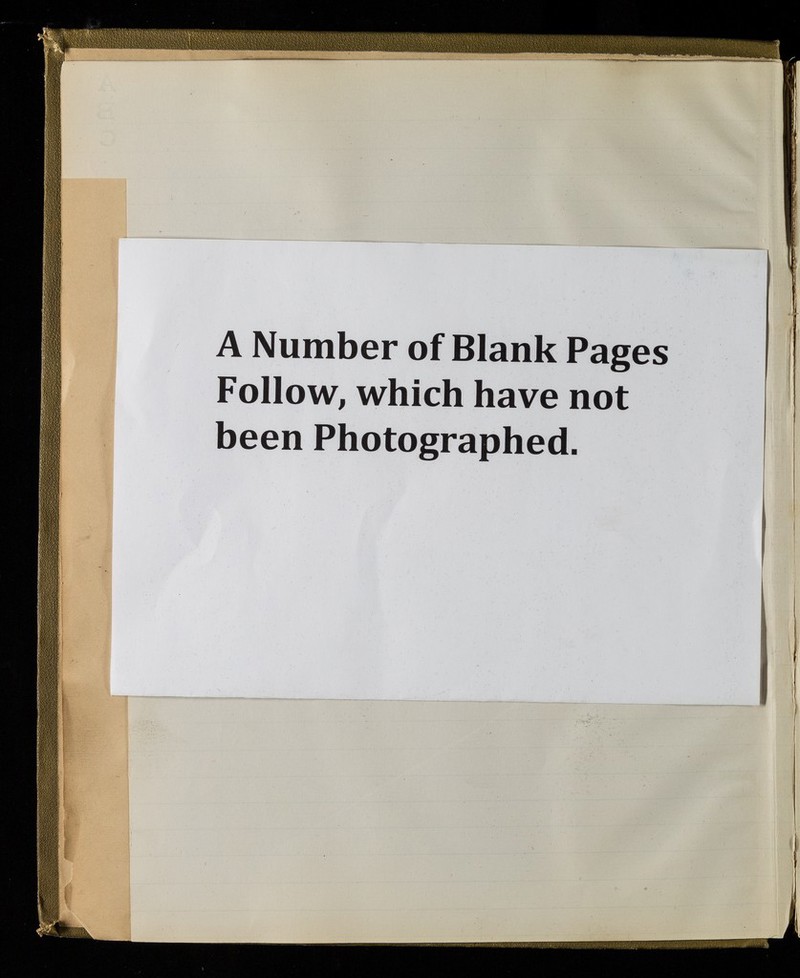 A Number of Blank Pages
Follow, which have not
been Photographed.